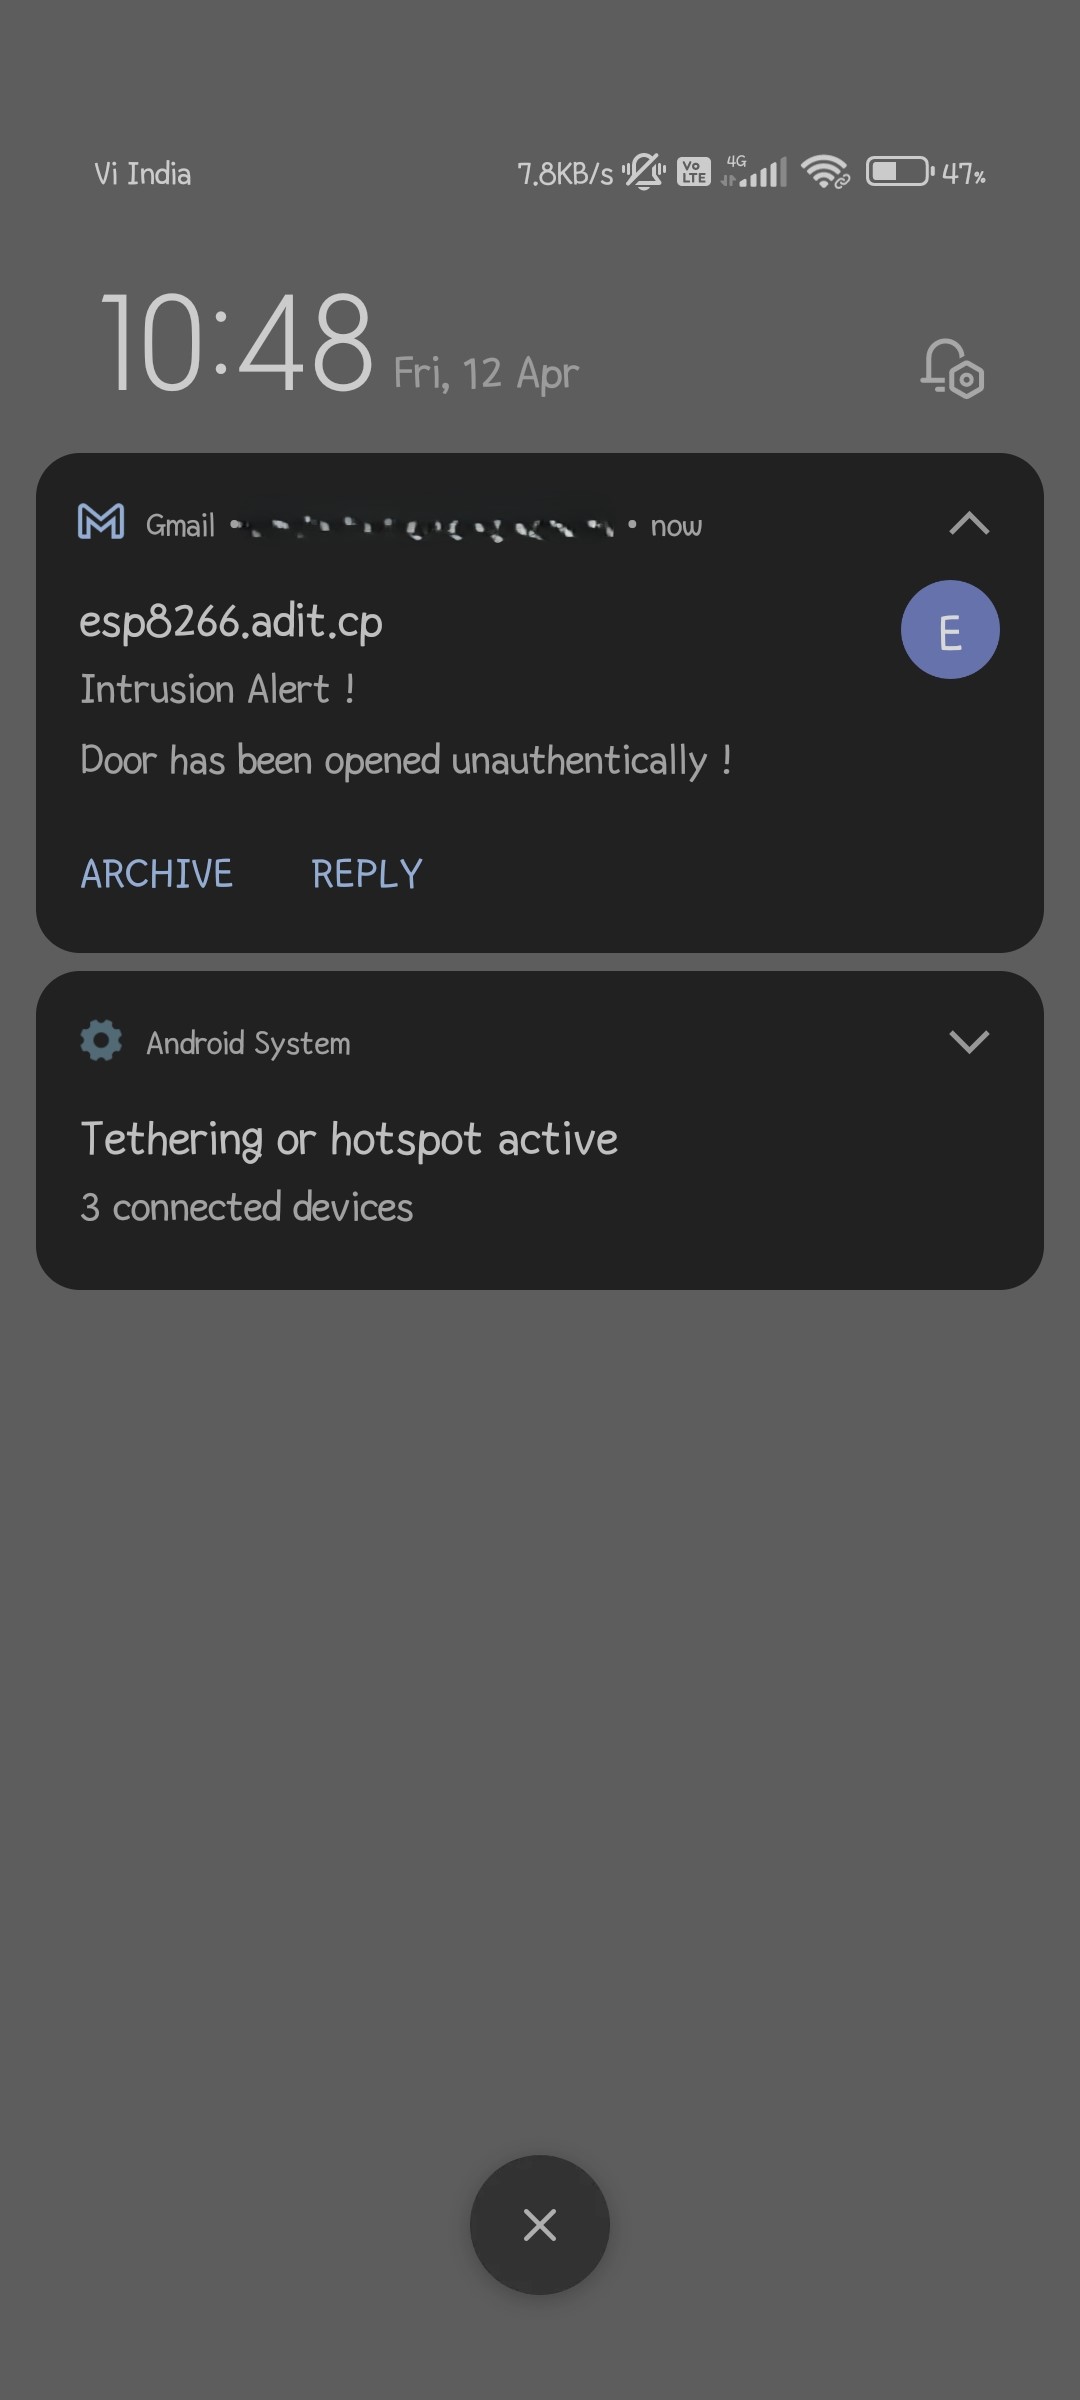 Vi India 7.8KB/s Vo LTE 4G 47%
10:48 Fri, 12 Apr
Gmail • • now
esp8266.adit.cp
E
Intrusion Alert !
Door has been opened unauthentically !
ARCHIVE REPLY
Android System
Tethering or hotspot active
3 connected devices